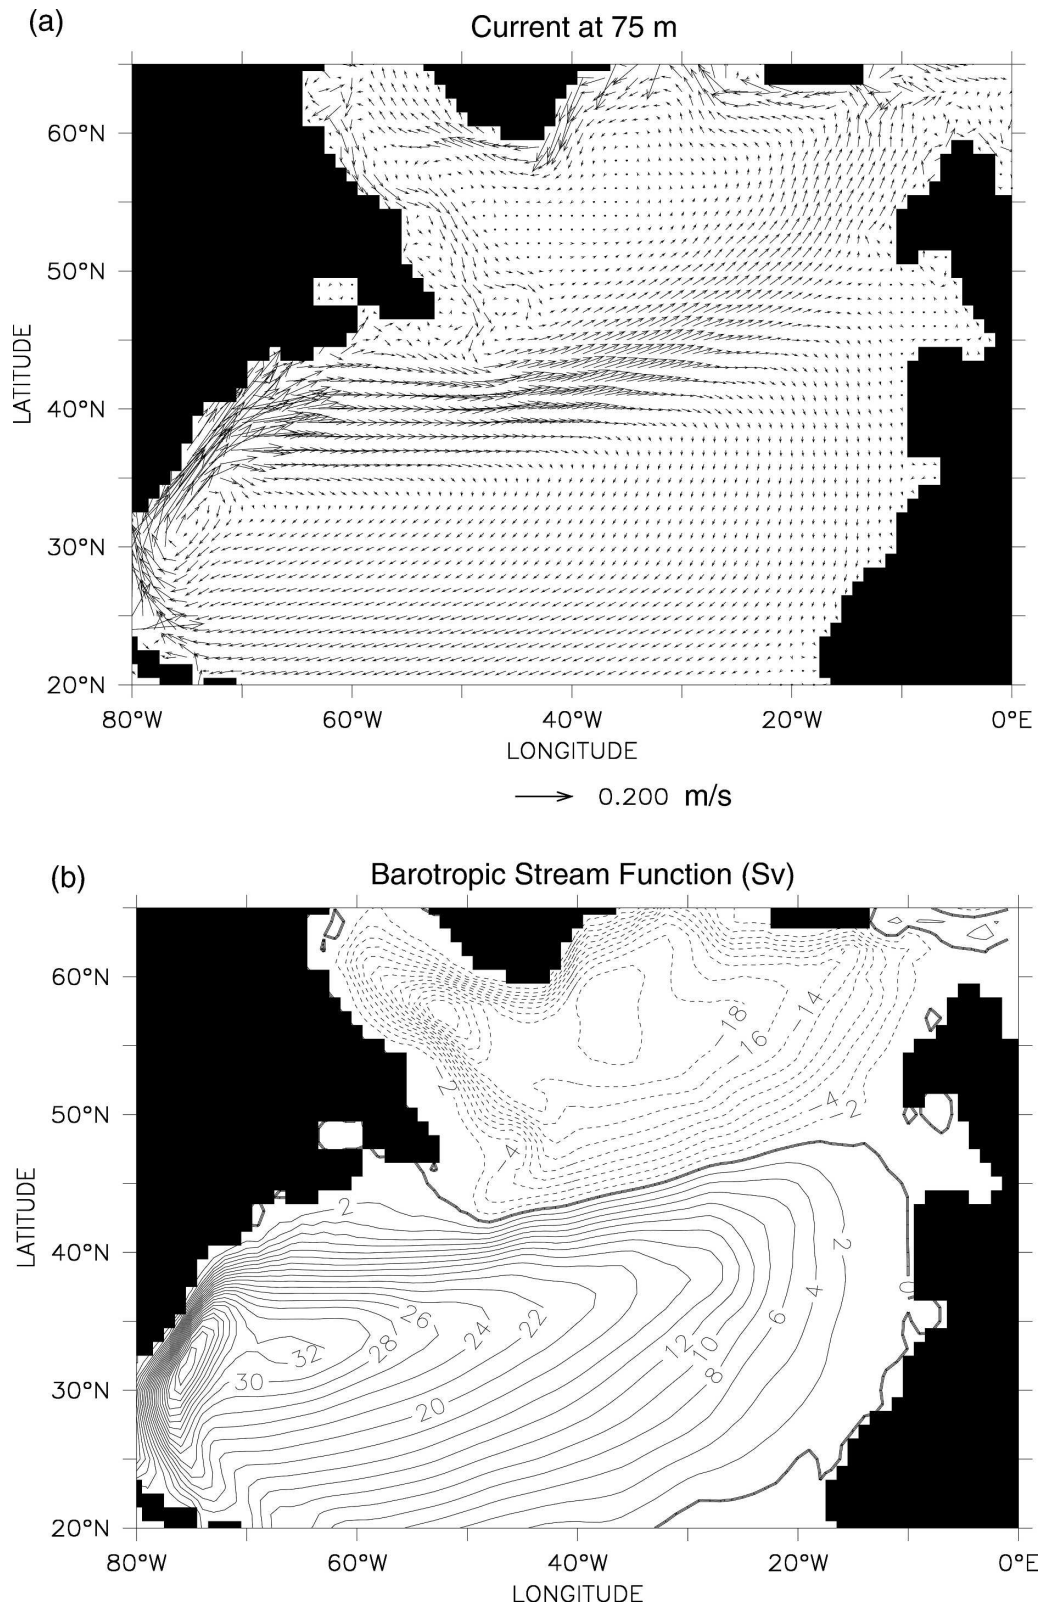 (a)
Current at 75 m
60°N
50°N
40°N
30°N
20°N
LATITUDE
80°W 60°W 40°W 20°W 0°E
LONGITUDE
0.200 m/s
(b)
Barotropic Stream Function (Sv)
60°N
50°N
40°N
30°N
20°N
LATITUDE
-18
-16
-14
-2
-4
-2
-4
2
2
0
4
6
26
24
22
28
32
30
12
10
8
20
80°W 60°W 40°W 20°W 0°E
LONGITUDE